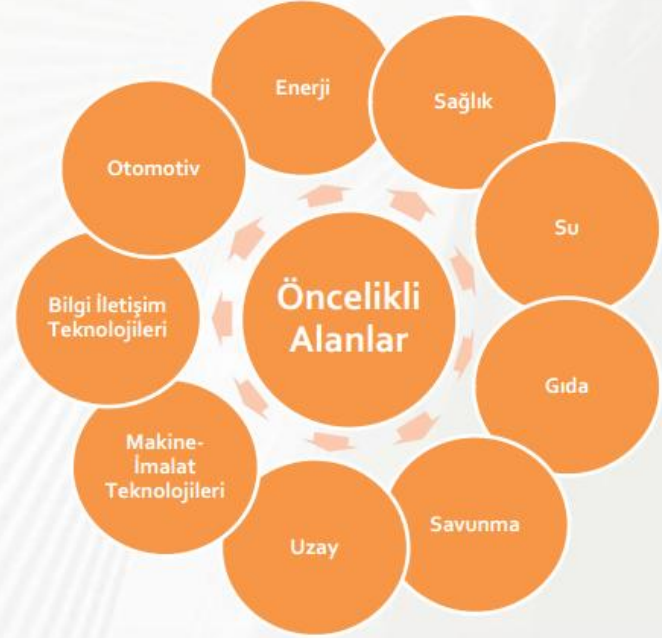 Öncelikli
Alanlar
Enerji
Sağlık
Su
Gıda
Savunma
Uzay
Makine-
İmalat
Teknolojileri
Bilgi İletişim
Teknolojileri
Otomotiv